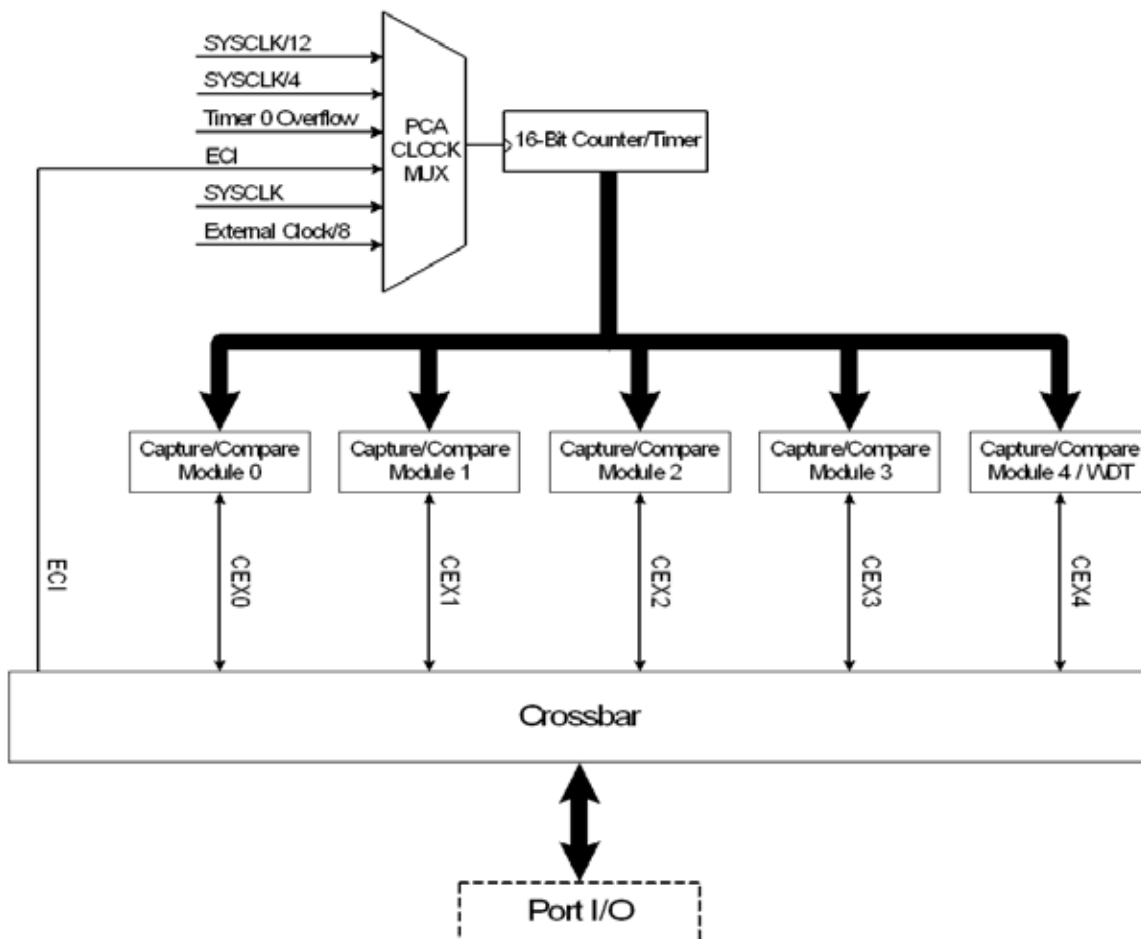 SYSCLK/12
SYSCLK/4
Timer 0 Overflow
ECI
SYSCLK
External Clock/8
PCA
CLOCK
MUX
16-Bit Counter/Timer
Capture/Compare
Module 0
Capture/Compare
Module 1
Capture/Compare
Module 2
Capture/Compare
Module 3
Capture/Compare
Module 4 / WDT
ECI
CEX0
CEX1
CEX2
CEX3
CEX4
Crossbar
Port I/O